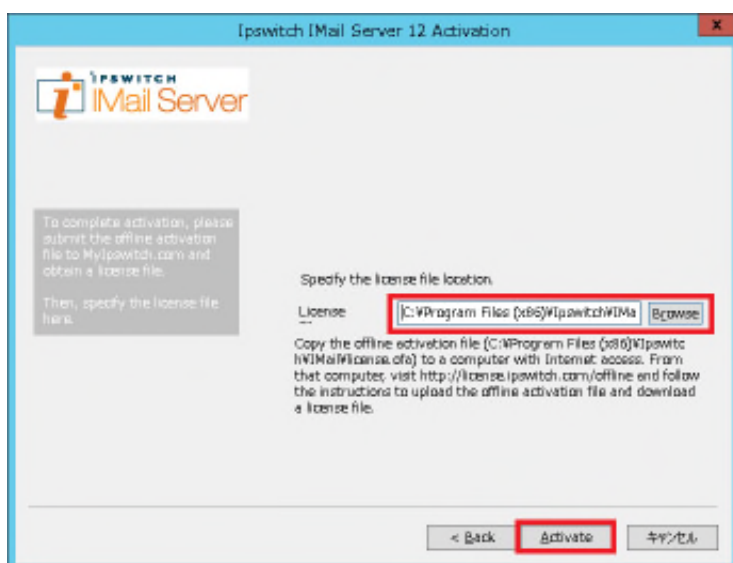 Ipswitch IMail Server 12 Activation
x
IPSWITCH
IMail Server
To complete activation, please
submit the offline activation
file to MyIpswitch.com and
obtain a license file.
Then, specify the license file
here.
Specify the license file location.
License
C:¥Program Files (x86)¥Ipswitch¥IMa
Browse
Copy the offline activation file (C:¥Program Files (x86)¥Ipswitc
h¥IMail¥license.ofa) to a computer with Internet access. From
that computer, visit http://license.ipswitch.com/offline and follow
the instructions to upload the offline activation file and download
a license file.
< Back
Activate
キャンセル